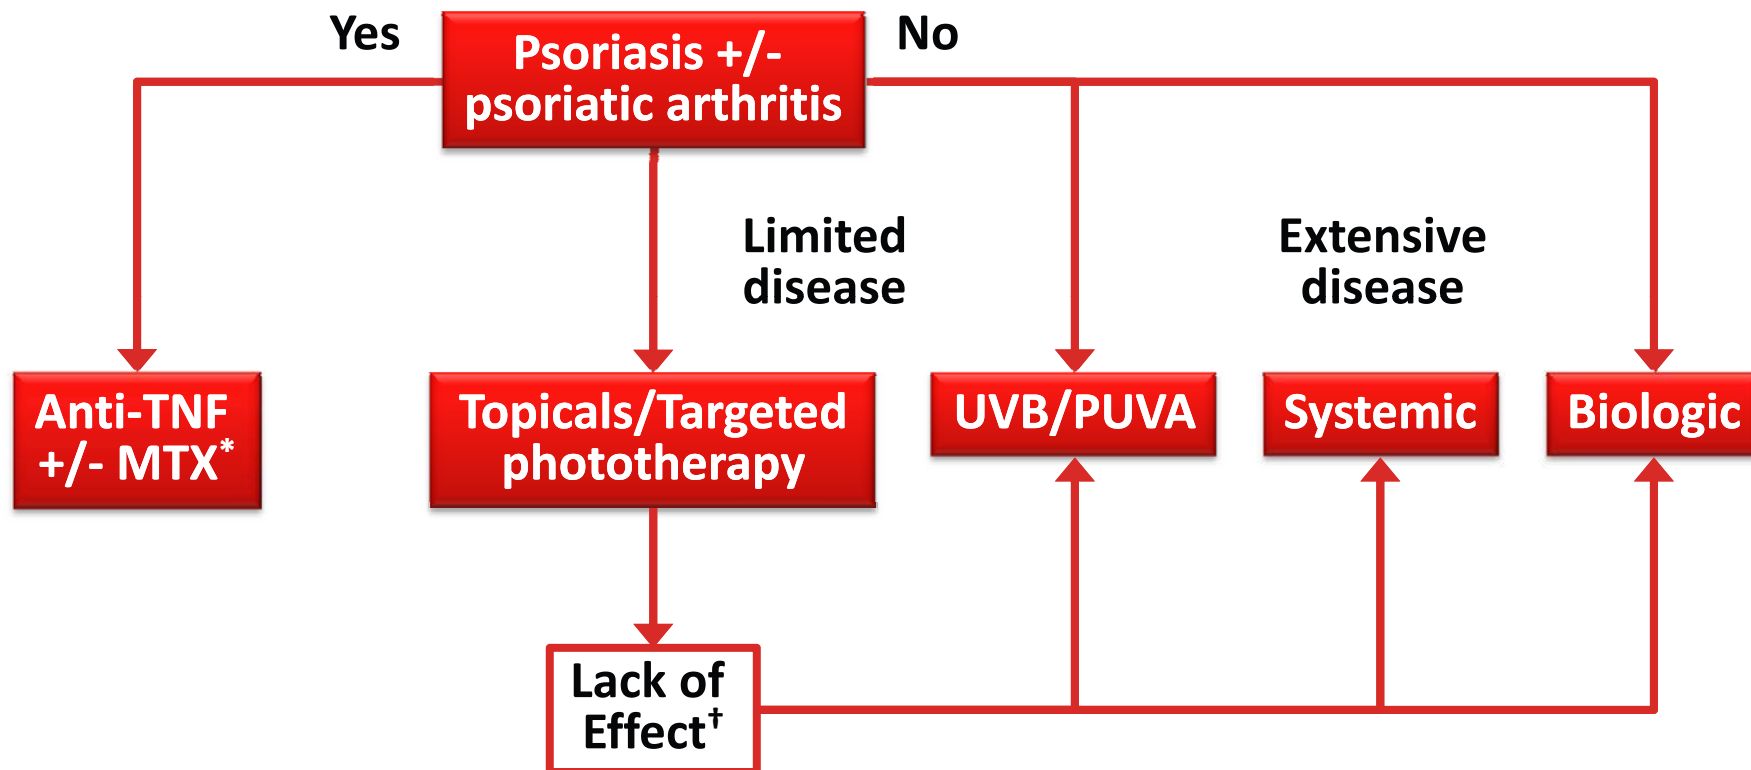 Yes
Psoriasis +/-
psoriatic arthritis
No
Limited
disease
Extensive
disease
Anti-TNF
+/- MTX*
Topicals/Targeted
phototherapy
UVB/PUVA
Systemic
Biologic
Lack of
Effect†